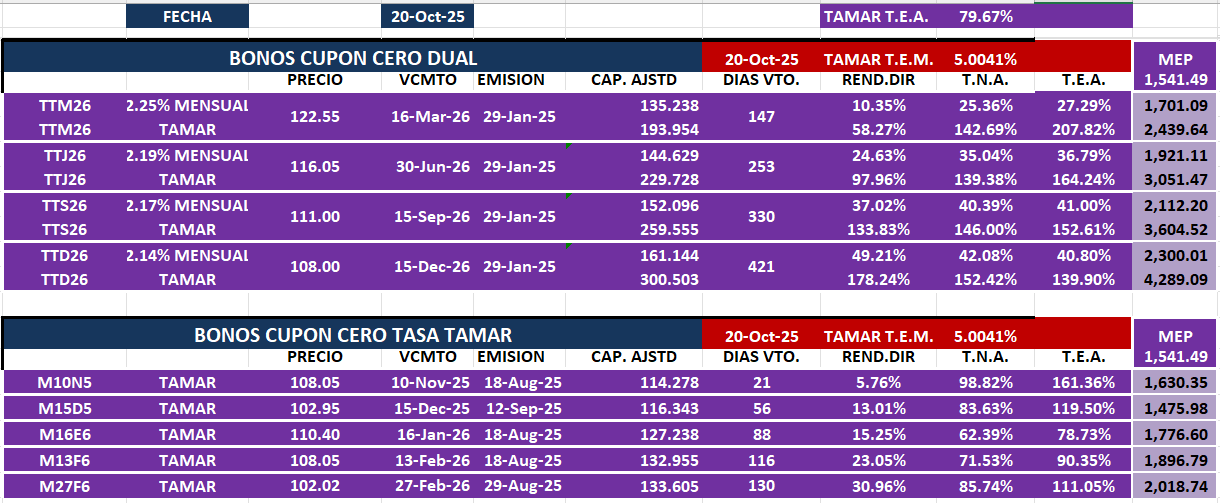 FECHA 20-Oct-25 TAMAR T.E.A. 79.67%
BONOS CUPON CERO DUAL 20-Oct-25 TAMAR T.E.M. 5.0041% MEP
PRECIO VCMTO EMISION CAP. AJSTD DIAS VTO. REND.DIR T.N.A. T.E.A. 1,541.49
TTM26 2.25% MENSUAL 122.55 16-Mar-26 29-Jan-25 135.238 147 10.35% 25.36% 27.29% 1,701.09
TTM26 TAMAR 193.954 58.27% 142.69% 207.82% 2,439.64
TTJ26 2.19% MENSUAL 116.05 30-Jun-26 29-Jan-25 144.629 253 24.63% 35.04% 36.79% 1,921.11
TTJ26 TAMAR 229.728 97.96% 139.38% 164.24% 3,051.47
TTS26 2.17% MENSUAL 111.00 15-Sep-26 29-Jan-25 152.096 330 37.02% 40.39% 41.00% 2,112.20
TTS26 TAMAR 259.555 133.83% 146.00% 152.61% 3,604.52
TTD26 2.14% MENSUAL 108.00 15-Dec-26 29-Jan-25 161.144 421 49.21% 42.08% 40.80% 2,300.01
TTD26 TAMAR 300.503 178.24% 152.42% 139.90% 4,289.09
BONOS CUPON CERO TASA TAMAR 20-Oct-25 TAMAR T.E.M. 5.0041% MEP
PRECIO VCMTO EMISION CAP. AJSTD DIAS VTO. REND.DIR T.N.A. T.E.A. 1,541.49
M10N5 TAMAR 108.05 10-Nov-25 18-Aug-25 114.278 21 5.76% 98.82% 161.36% 1,630.35
M15D5 TAMAR 102.95 15-Dec-25 12-Sep-25 116.343 56 13.01% 83.63% 119.50% 1,475.98
M16E6 TAMAR 110.40 16-Jan-26 18-Aug-25 127.238 88 15.25% 62.39% 78.73% 1,776.60
M13F6 TAMAR 108.05 13-Feb-26 18-Aug-25 132.955 116 23.05% 71.53% 90.35% 1,896.79
M27F6 TAMAR 102.02 27-Feb-26 29-Aug-25 133.605 130 30.96% 85.74% 111.05% 2,018.74